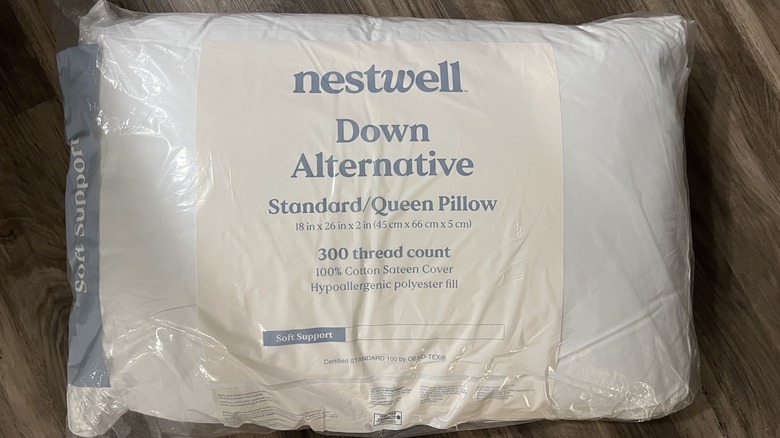 nestwell™
Down
Alternative
Standard/Queen Pillow
18 in x 26 in x 2 in (45 cm x 66 cm x 5 cm)
300 thread count
100% Cotton Sateen Cover
Hypoallergenic polyester fill
Soft Support
Certified STANDARD 100 by OEKO-TEX®
Soft Support